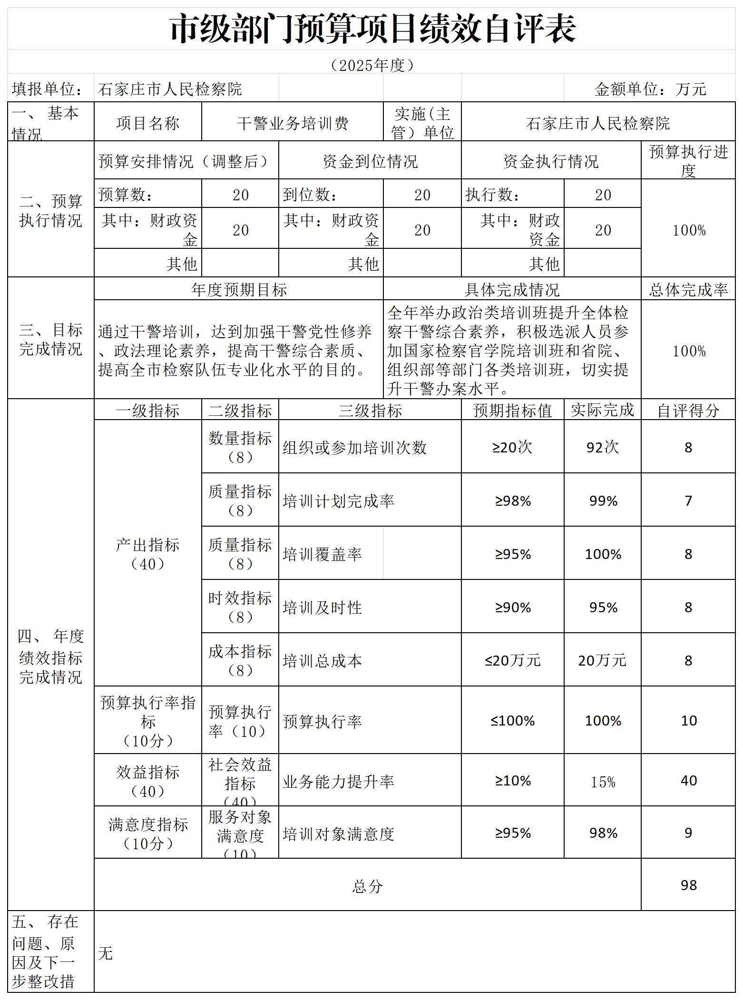 市级部门预算项目绩效自评表
（2025年度）
填报单位： 石家庄市人民检察院 金额单位：万元
一、 基本
情况
项目名称
干警业务培训费
实施(主
管）单位
石家庄市人民检察院
二、预算
执行情况
预算安排情况（调整后）
资金到位情况
资金执行情况
预算执行进
度
预算数： 20 到位数： 20 执行数： 20
100%
其中：财政资
金
20
其中：财政资
金
20
其中：财政
资金
20
其他 其他 其他
三、目标
完成情况
年度预期目标 具体完成情况 总体完成率
通过干警培训，达到加强干警党性修养
、政法理论素养，提高干警综合素质、
提高全市检察队伍专业化水平的目的。
全年举办政治类培训班提升全体检
察干警综合素养，积极选派人员参
加国家检察官学院培训班和省院、
组织部等部门各类培训班，切实提
升干警办案水平。
100%
四、 年度
绩效指标
完成情况
一级指标 二级指标 三级指标 预期指标值 实际完成 自评得分
产出指标
（40）
数量指标
（8）
组织或参加培训次数 ≥20次 92次 8
质量指标
（8）
培训计划完成率 ≥98% 99% 7
质量指标
（8）
培训覆盖率 ≥95% 100% 8
时效指标
（8）
培训及时性 ≥90% 95% 8
成本指标
（8）
培训总成本 ≤20万元 20万元 8
预算执行率指
标
（10分）
预算执行
率（10）
预算执行率 ≤100% 100% 10
效益指标
（40）
社会效益
指标
（40）
业务能力提升率 ≥10% 15% 40
满意度指标
（10分）
服务对象
满意度
（10）
培训对象满意度 ≥95% 98% 9
总分 98
五、 存在
问题、原
因及下一
步整改措
无